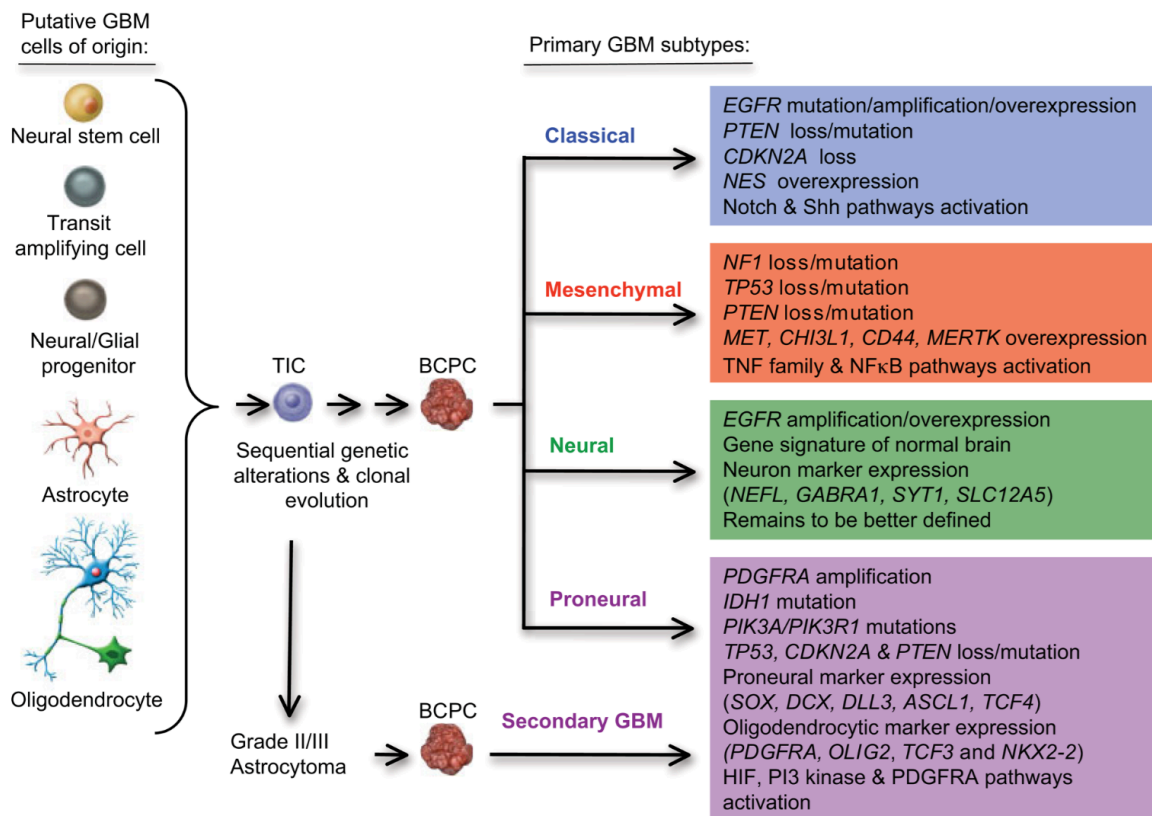 Putative GBM
cells of origin:
Neural stem cell
Transit
amplifying cell
Neural/Glial
progenitor
Astrocyte
Oligodendrocyte
TIC
BCPC
Sequential genetic
alterations & clonal
evolution
Grade II/III
Astrocytoma
BCPC
Primary GBM subtypes:
Classical
EGFR mutation/amplification/overexpression
PTEN loss/mutation
CDKN2A loss
NES overexpression
Notch & Shh pathways activation
Mesenchymal
NF1 loss/mutation
TP53 loss/mutation
PTEN loss/mutation
MET, CHI3L1, CD44, MERTK overexpression
TNF family & NFκB pathways activation
Neural
EGFR amplification/overexpression
Gene signature of normal brain
Neuron marker expression
(NEFL, GABRA1, SYT1, SLC12A5)
Remains to be better defined
Proneural
Secondary GBM
PDGFRA amplification
IDH1 mutation
PIK3A/PIK3R1 mutations
TP53, CDKN2A & PTEN loss/mutation
Proneural marker expression
(SOX, DCX, DLL3, ASCL1, TCF4)
Oligodendrocytic marker expression
(PDGFRA, OLIG2, TCF3 and NKX2-2)
HIF, PI3 kinase & PDGFRA pathways
activation